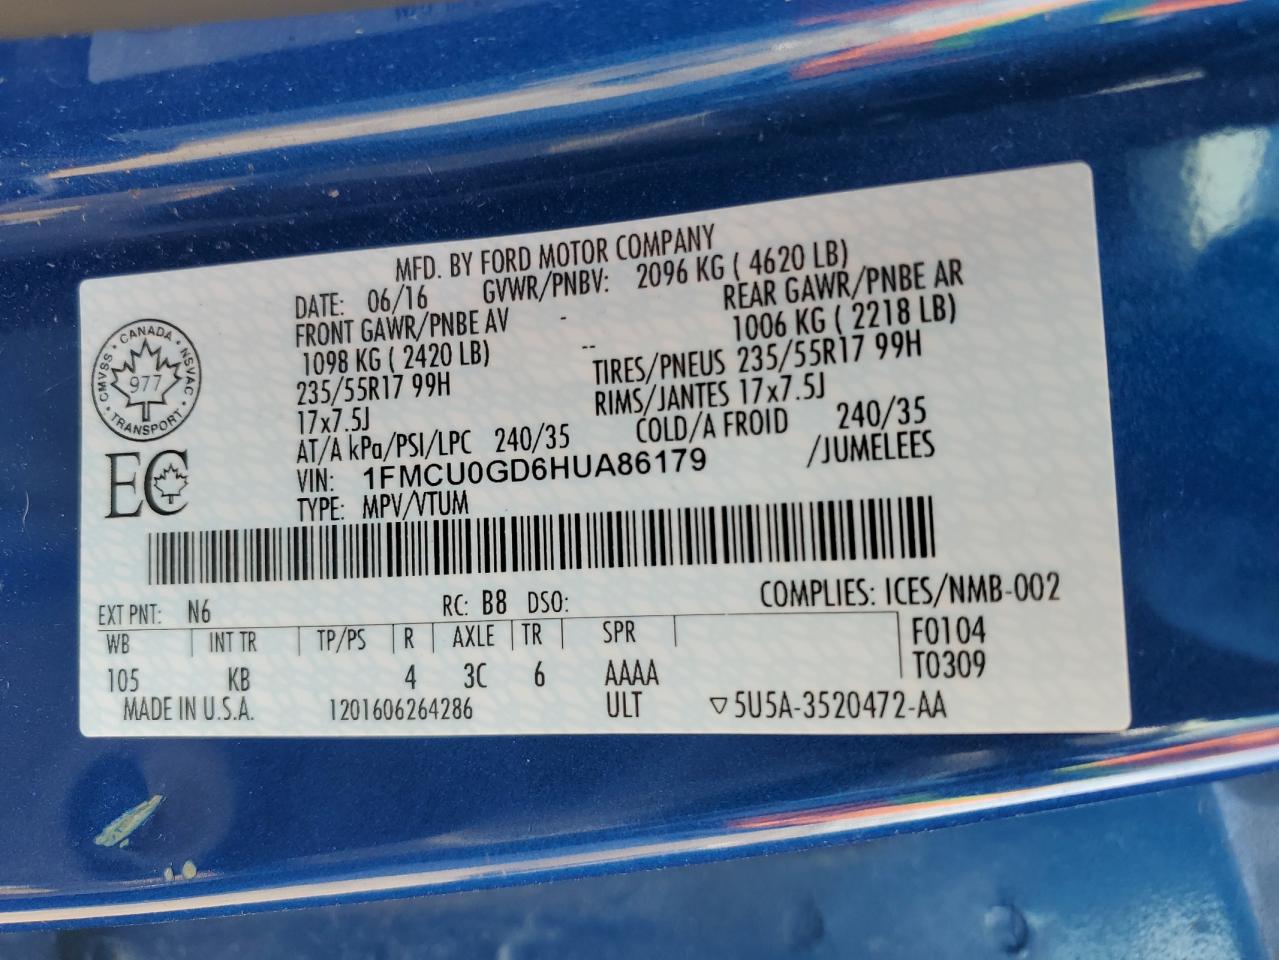 MFD. BY FORD MOTOR COMPANY
DATE: 06/16 GVWR/PNBV: 2096 KG ( 4620 LB)
FRONT GAWR/PNBE AV - REAR GAWR/PNBE AR
1098 KG ( 2420 LB) -- 1006 KG ( 2218 LB)
235/55R17 99H TIRES/PNEUS 235/55R17 99H
17x7.5J RIMS/JANTES 17x7.5J
AT/A kPa/PSI/LPC 240/35 COLD/A FROID 240/35
VIN: 1FMCU0GD6HUA86179 /JUMELEES
TYPE: MPV/VTUM
CMVSS • CANADA • NSVAC • TRANSPORT •
977
EC
EXT PNT: N6 RC: B8 DSO: COMPLIES: ICES/NMB-002
WB INT TR TP/PS R AXLE TR SPR F0104
105 KB 4 3C 6 AAAA T0309
MADE IN U.S.A. 1201606264286 ULT ▽5U5A-3520472-AA